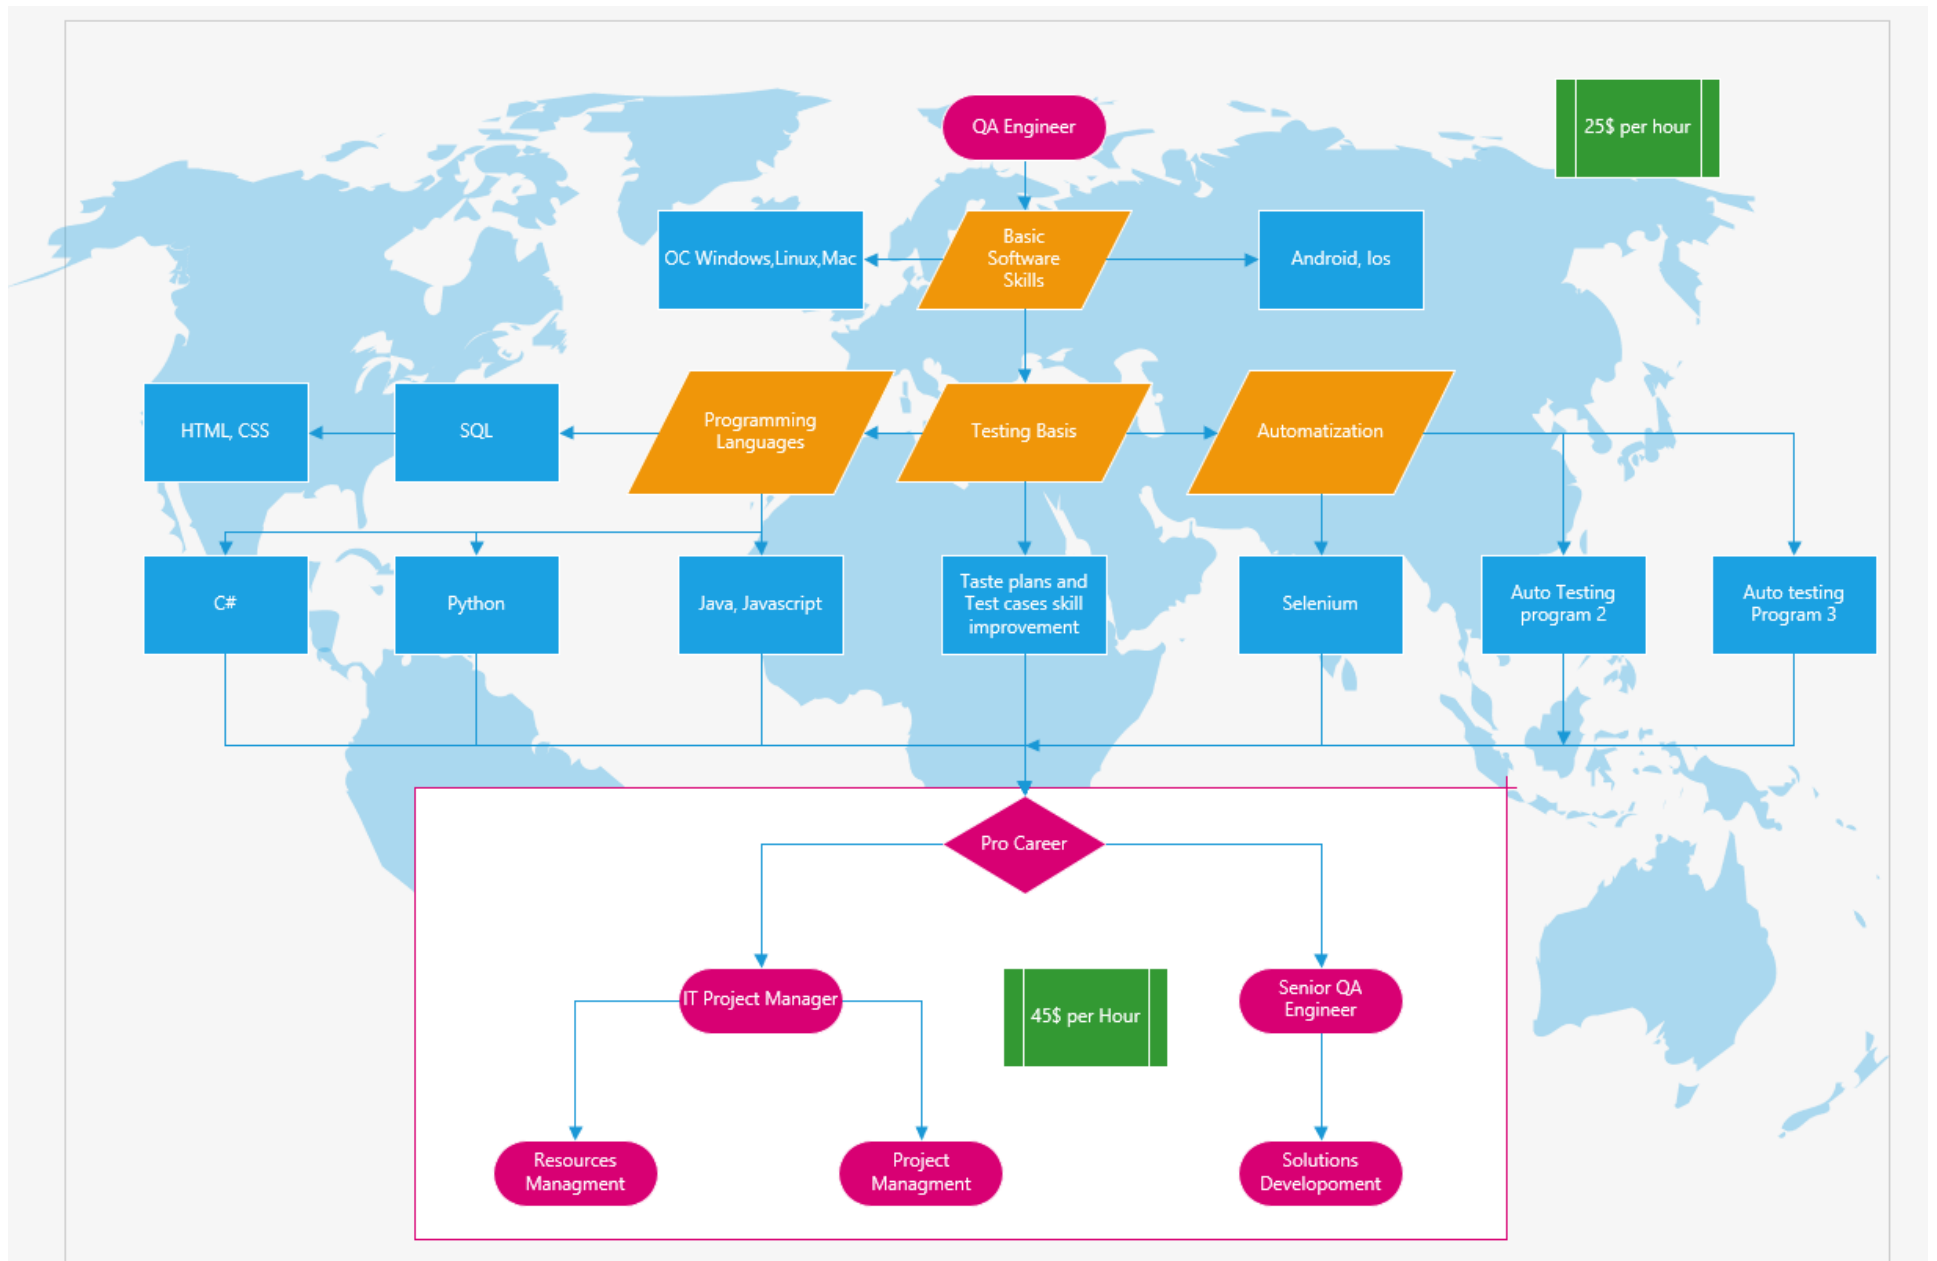 QA Engineer
25$ per hour
Basic
Software
Skills
OC Windows,Linux,Mac
Android, Ios
HTML, CSS
SQL
Programming
Languages
Testing Basis
Automatization
C#
Python
Java, Javascript
Taste plans and
Test cases skill
improvement
Selenium
Auto Testing
program 2
Auto testing
Program 3
Pro Career
IT Project Manager
45$ per Hour
Senior QA
Engineer
Resources
Managment
Project
Managment
Solutions
Developoment